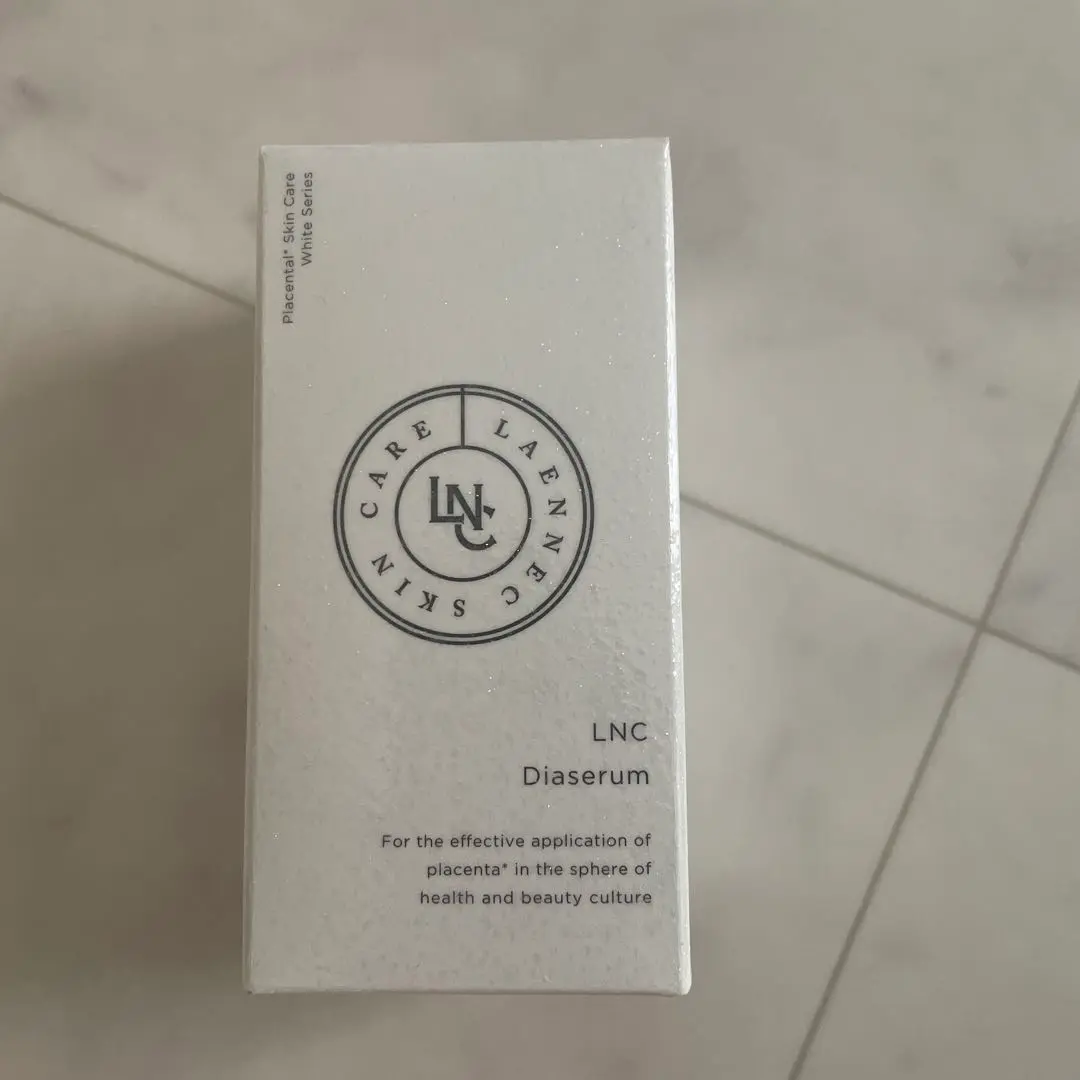 Placental* Skin Care
White Series
LAENNEC SKIN CARE
LNC
LNC
Diaserum
For the effective application of
placenta* in the sphere of
health and beauty culture